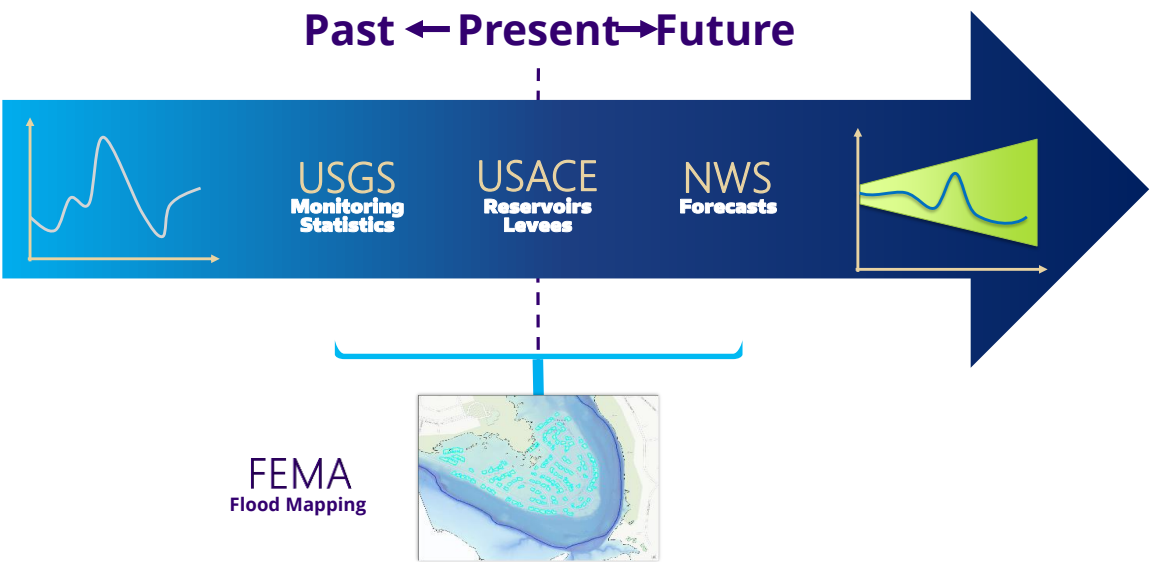 Past Present Future
USGS
Monitoring
Statistics
USACE
Reservoirs
Levees
NWS
Forecasts
FEMA
Flood Mapping